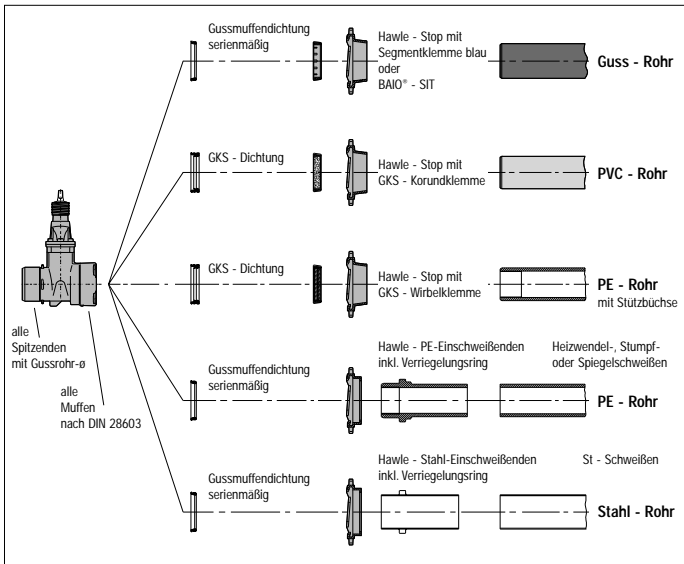 Gussmuffendichtung
serienmäßig
Hawle - Stop mit
Segmentklemme blau
oder
BAIO® - SIT
Guss - Rohr
GKS - Dichtung
Hawle - Stop mit
GKS - Korundklemme
PVC - Rohr
GKS - Dichtung
Hawle - Stop mit
GKS - Wirbelklemme
PE - Rohr
mit Stützbüchse
alle
Spitzenden
mit Gussrohr-ø
alle
Muffen
nach DIN 28603
Gussmuffendichtung
serienmäßig
Hawle - PE-Einschweißenden
inkl. Verriegelungsring
Heizwendel-, Stumpf-
oder Spiegelschweißen
PE - Rohr
Gussmuffendichtung
serienmäßig
Hawle - Stahl-Einschweißenden
inkl. Verriegelungsring
St - Schweißen
Stahl - Rohr